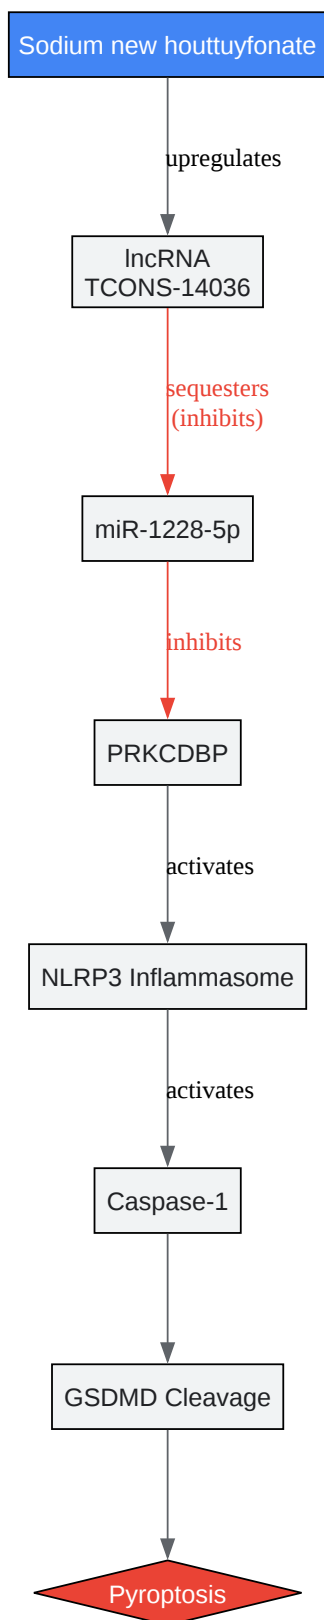 Sodium new houttuyfonate
upregulates
lncRNA
TCONS-14036
sequesters
(inhibits)
miR-1228-5p
inhibits
PRKCDBP
activates
NLRP3 Inflammasome
activates
Caspase-1
GSDMD Cleavage
Pyroptosis